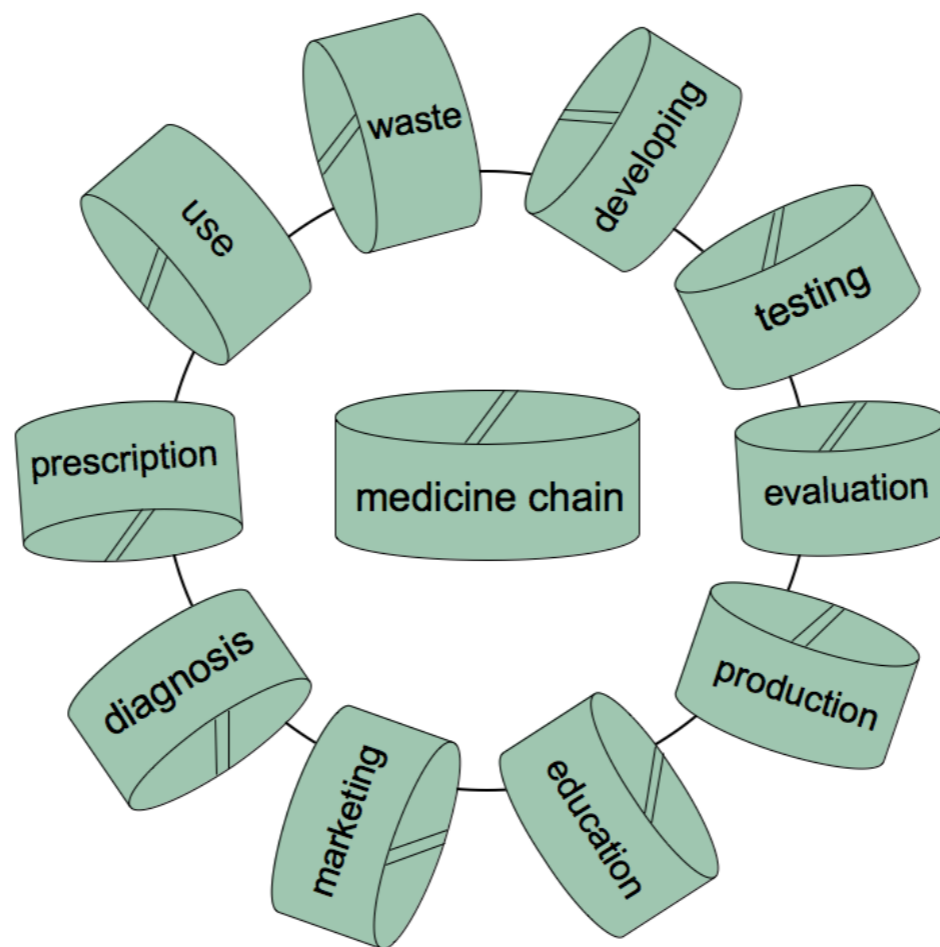 waste
developing
use
testing
prescription
medicine chain
evaluation
diagnosis
production
marketing
education